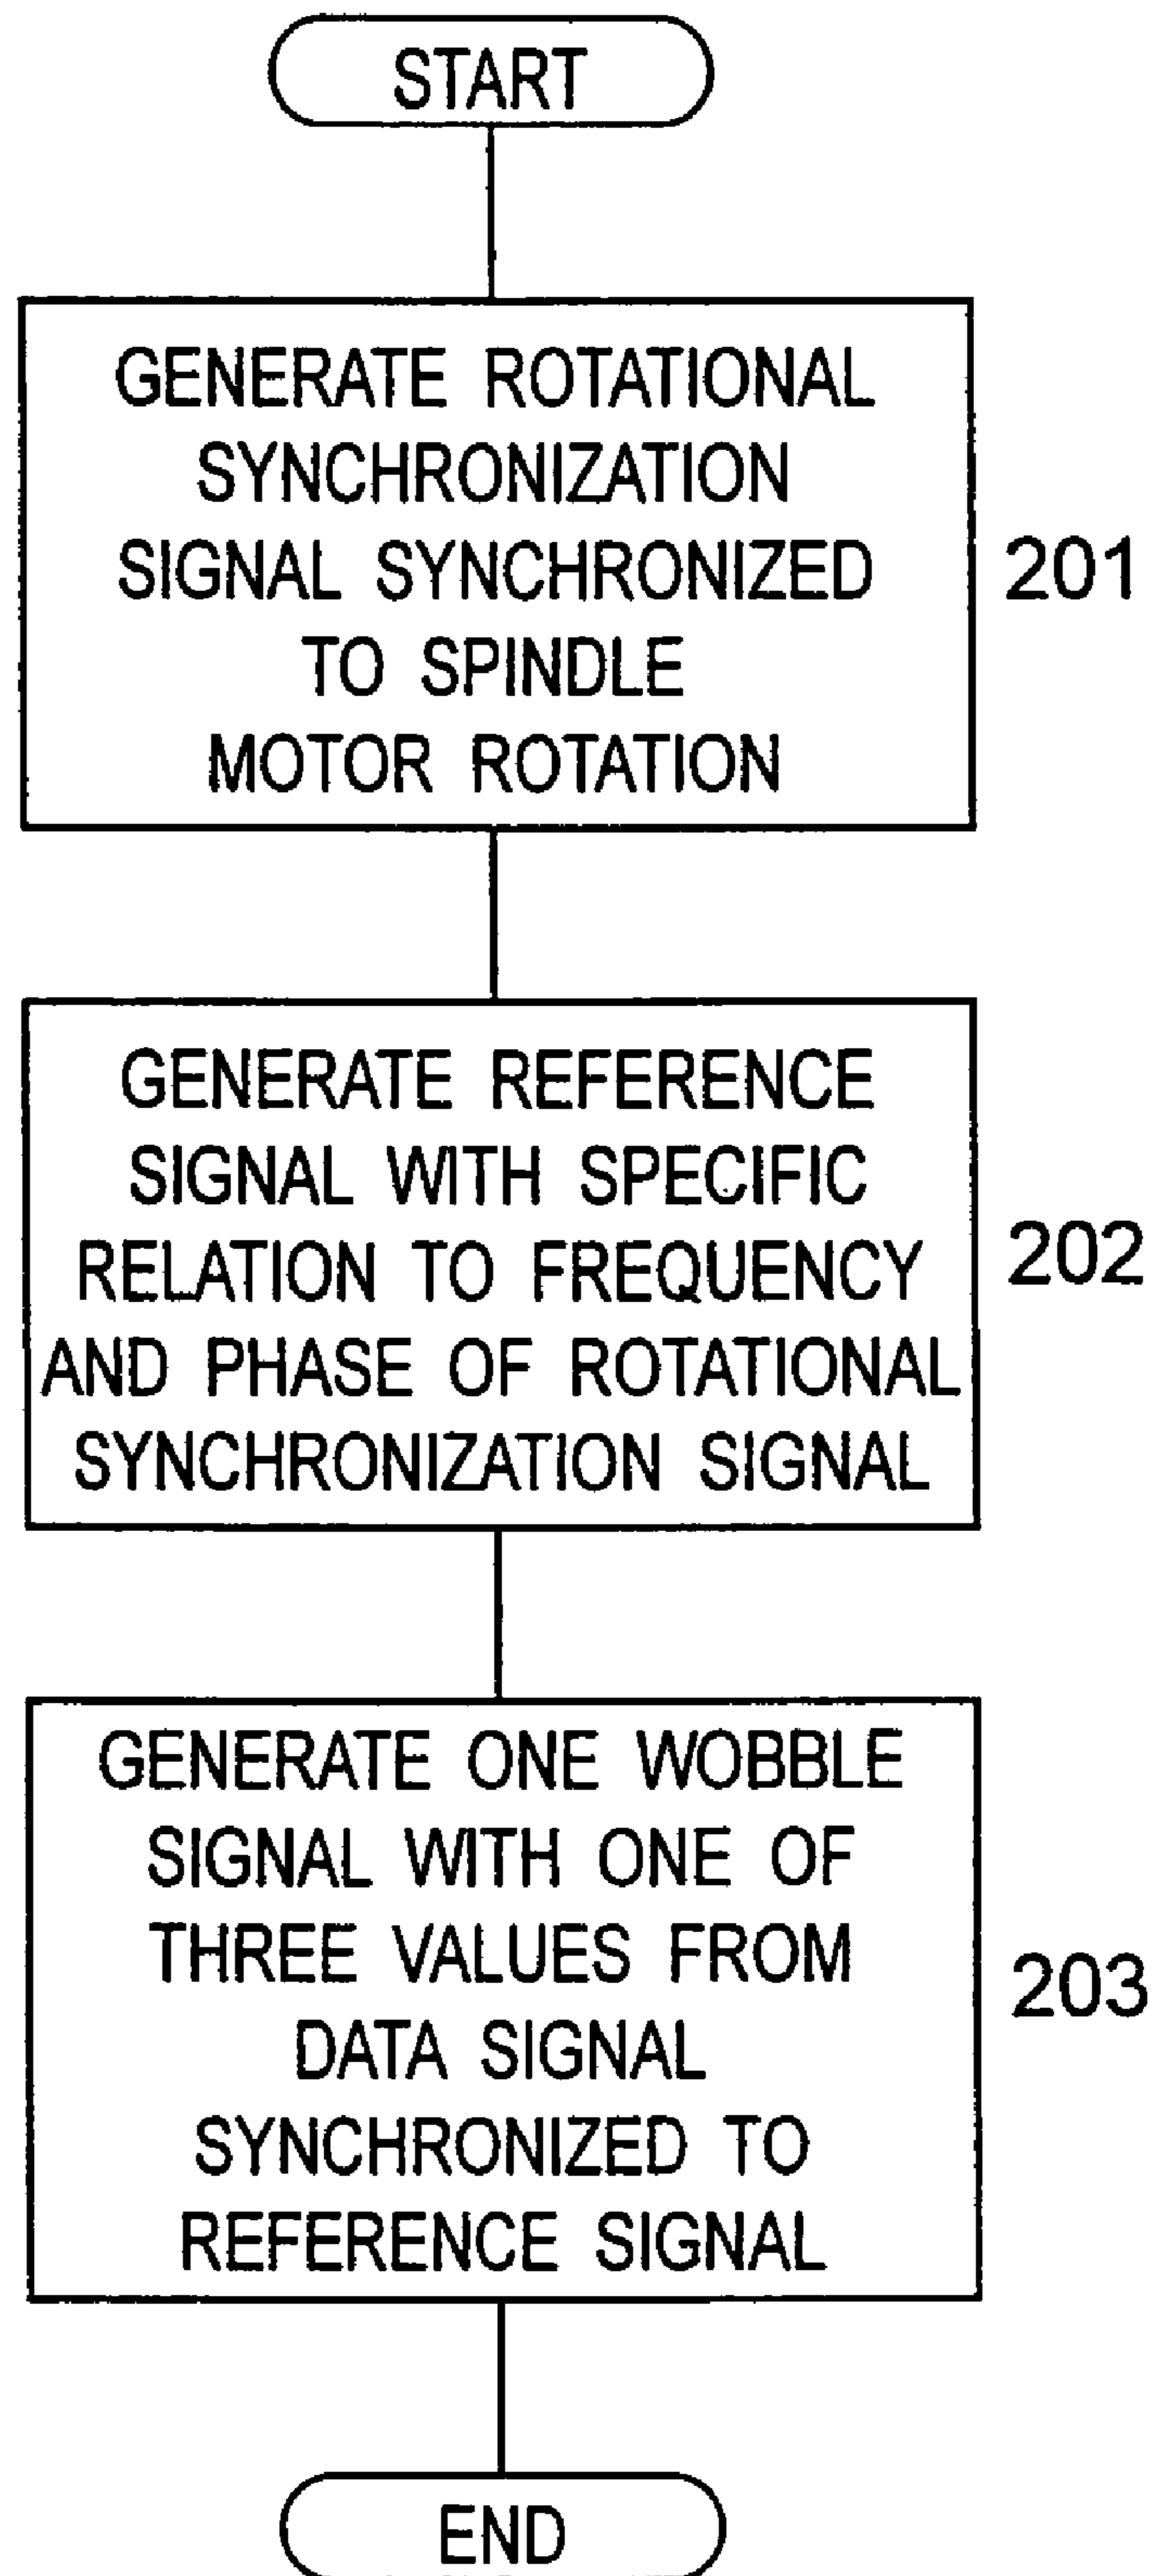 START
GENERATE ROTATIONAL
SYNCHRONIZATION
SIGNAL SYNCHRONIZED
TO SPINDLE
MOTOR ROTATION
201
GENERATE REFERENCE
SIGNAL WITH SPECIFIC
RELATION TO FREQUENCY
AND PHASE OF ROTATIONAL
SYNCHRONIZATION SIGNAL
202
GENERATE ONE WOBBLE
SIGNAL WITH ONE OF
THREE VALUES FROM
DATA SIGNAL
SYNCHRONIZED TO
REFERENCE SIGNAL
203
END